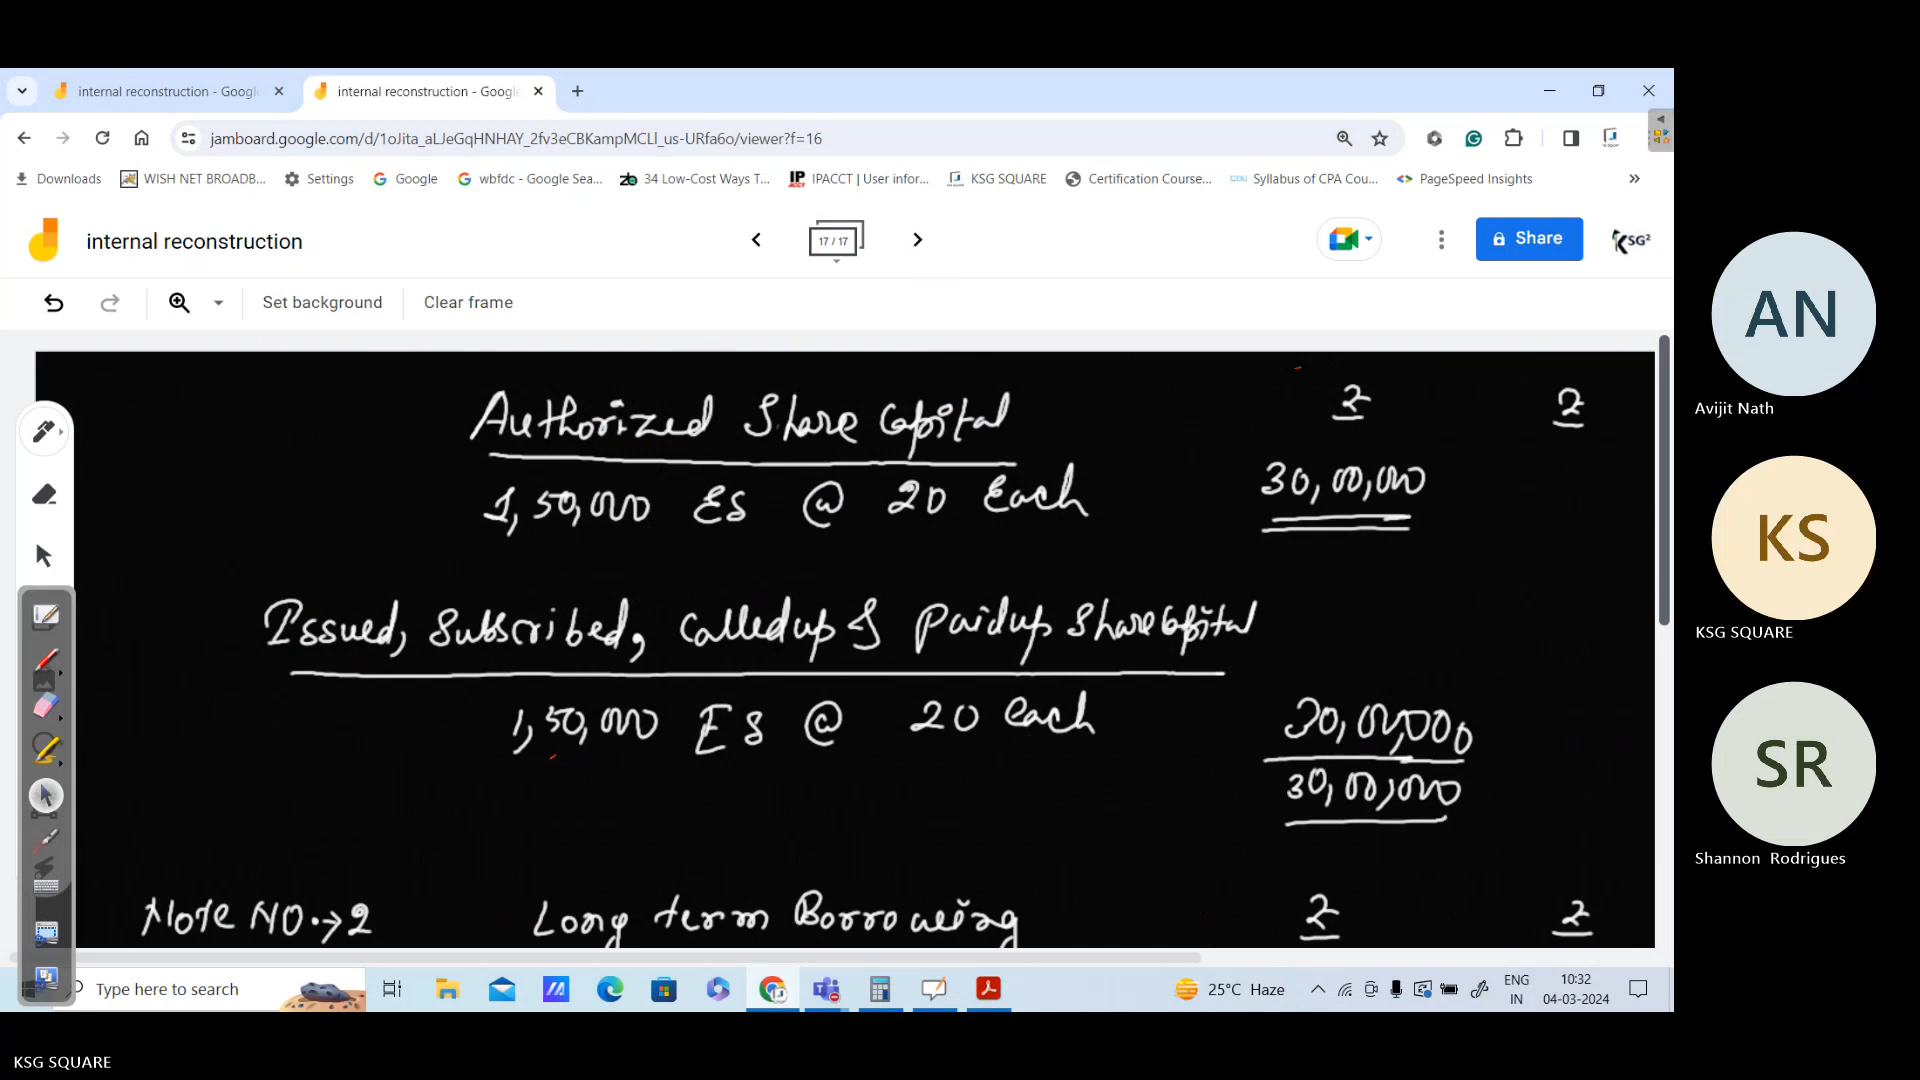 internal reconstruction - Googl
internal reconstruction - Google
jamboard.google.com/d/1oJita_aLJeGqHNHAY_2fv3eCBKampMCLl_us-URfa6o/viewer?f=16
Downloads WISH NET BROADB... Settings Google wbfdc - Google Sea... 34 Low-Cost Ways T... IPACCT | User infor... KSG SQUARE Certification Course... Syllabus of CPA Cou... PageSpeed Insights
internal reconstruction
17 / 17
Share
KSG²
Set background Clear frame
Authorized Share Capital ₹ ₹
1,50,000 ES @ 20 Each 30,00,000
Issued, Subscribed, Calledup & Paidup Share Capital
1,50,000 ES @ 20 each 30,00,000
30,00,000
Note NO.→ 2 Long term Borrowing ₹ ₹
Type here to search
25°C Haze
ENG
IN
10:32
04-03-2024
AN
Avijit Nath
KS
KSG SQUARE
SR
Shannon Rodrigues
KSG SQUARE